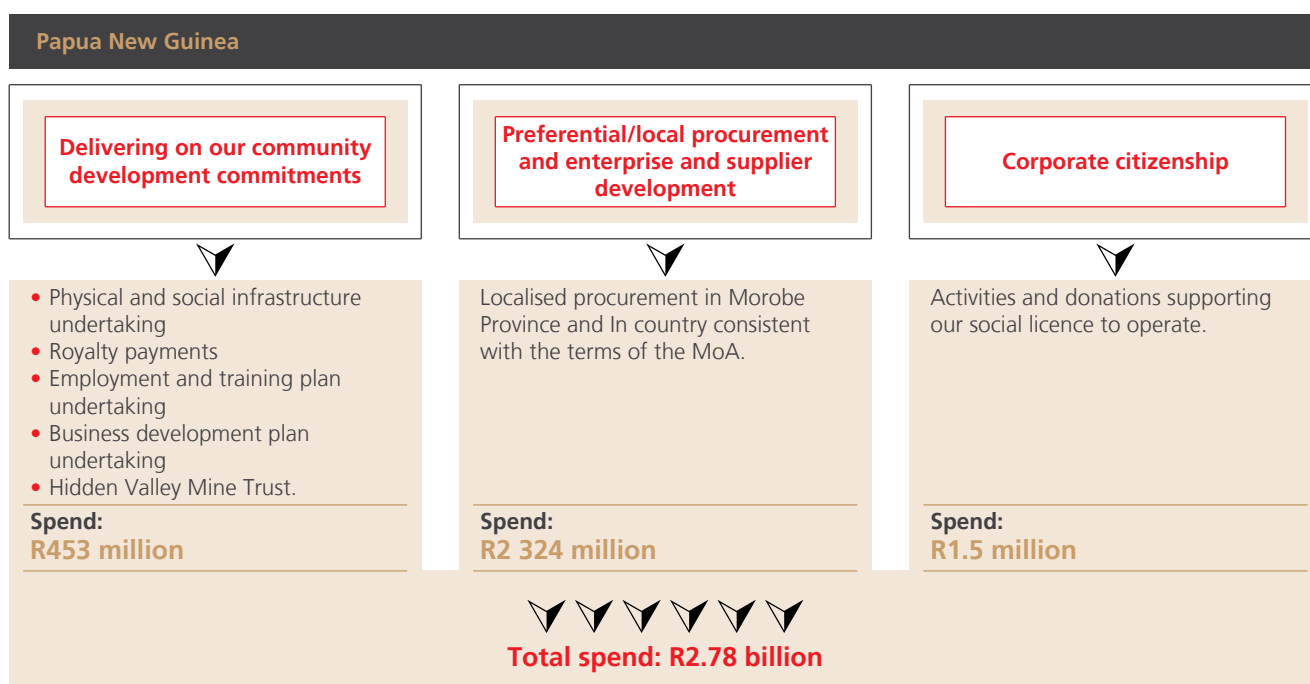 Papua New Guinea
Delivering on our community
development commitments
• Physical and social infrastructure
undertaking
• Royalty payments
• Employment and training plan
undertaking
• Business development plan
undertaking
• Hidden Valley Mine Trust.
Spend:
R453 million
Preferential/local procurement
and enterprise and supplier
development
Localised procurement in Morobe
Province and In country consistent
with the terms of the MoA.
Spend:
R2 324 million
Corporate citizenship
Activities and donations supporting
our social licence to operate.
Spend:
R1.5 million
Total spend: R2.78 billion